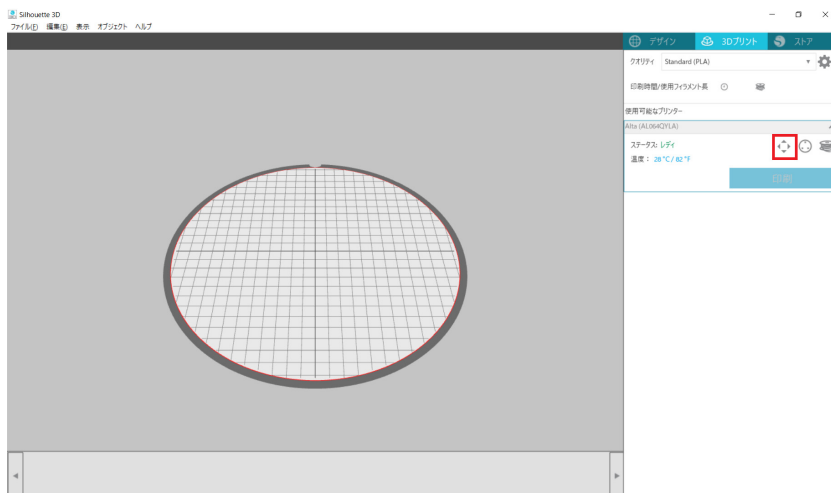 Silhouette 3D
ファイル(F) 編集(E) 表示 オブジェクト ヘルプ
デザイン 3Dプリント ストア
クオリティ Standard (PLA)
印刷時間/使用フィラメント長
使用可能なプリンター
Alta (AL064QYLA)
ステータス: レディ
温度: 28 °C / 82 °F
印刷